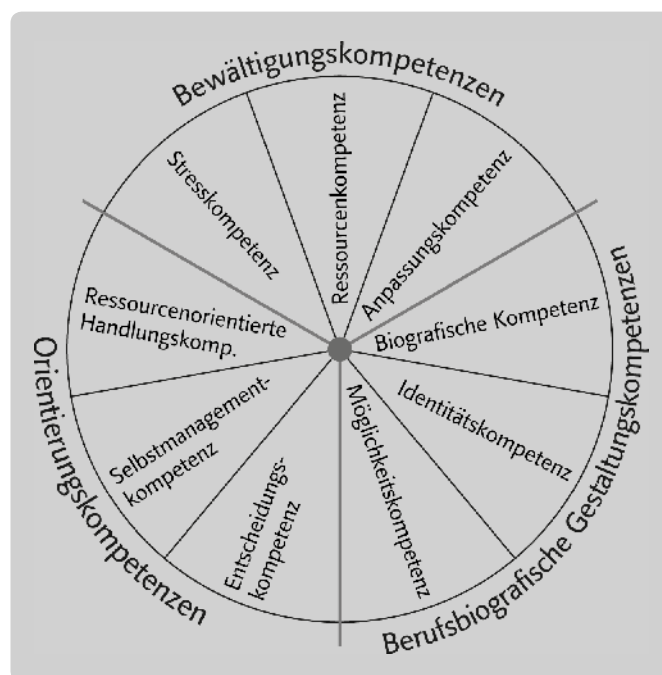 Bewältigungskompetenzen
Stresskompetenz
Ressourcenkompetenz
Anpassungskompetenz
Berufsbiografische Gestaltungskompetenzen
Biografische Kompetenz
Identitätskompetenz
Möglichkeitskompetenz
Orientierungskompetenzen
Ressourcenorientierte
Handlungskomp.
Selbstmanagement-
kompetenz
Entscheidungs-
kompetenz